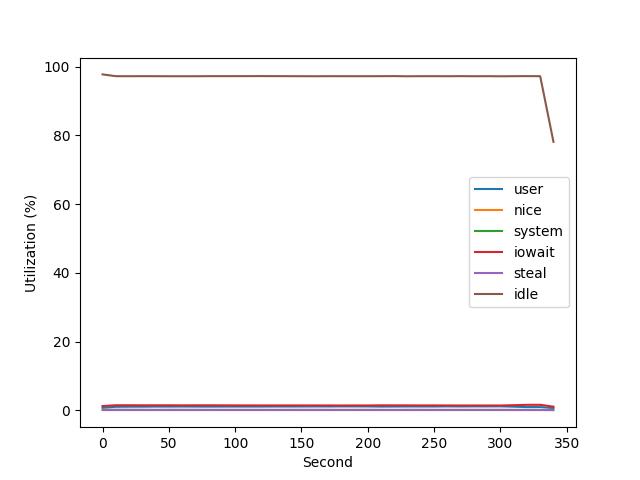 100
80
60
40
20
0
Utilization (%)
user
nice
system
iowait
steal
idle
0 50 100 150 200 250 300 350
Second